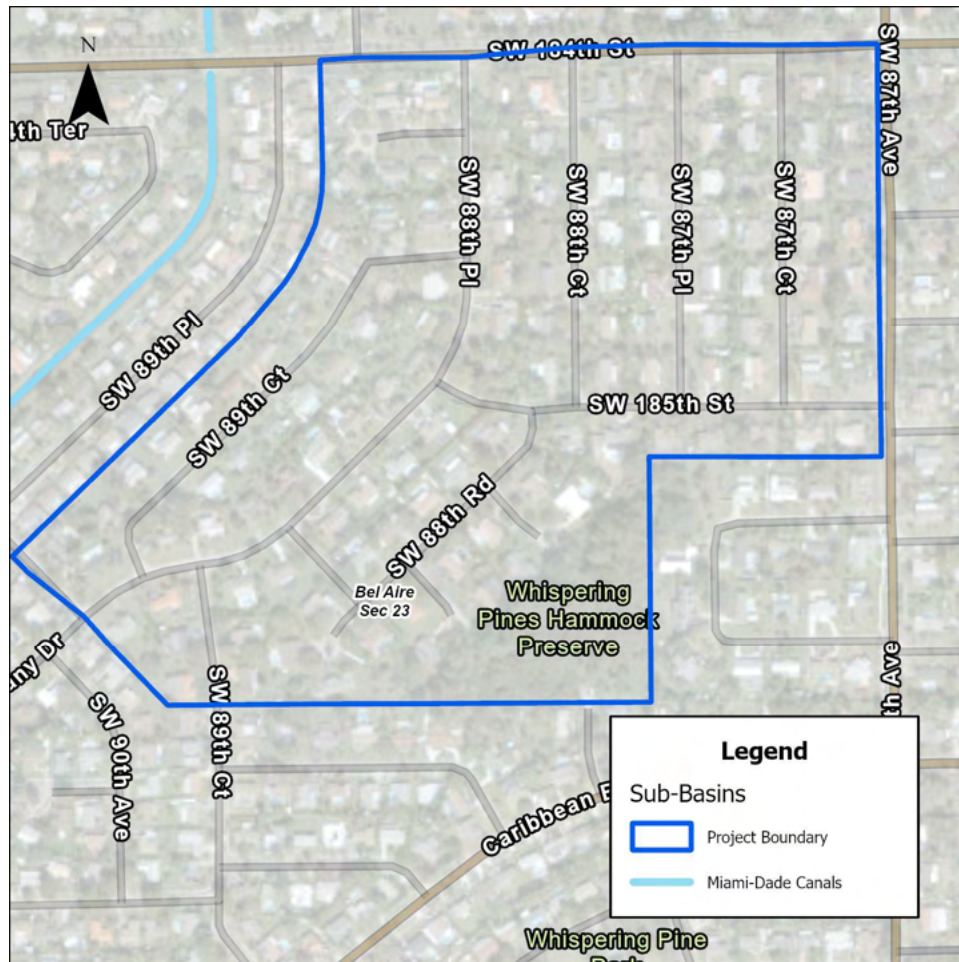 N
SW 184th St
SW 87th Ave
4th Ter
SW 88th Pl
SW 88th Ct
SW 87th Pl
SW 87th Ct
SW 89th Pl
SW 89th Ct
SW 185th St
SW 88th Rd
Bel Aire
Sec 23
Whispering
Pines Hammock
Preserve
any Dr
SW 90th Ave
SW 89th Ct
th Ave
Caribbean B
Legend
Sub-Basins
Project Boundary
Miami-Dade Canals
Whispering Pine
Park